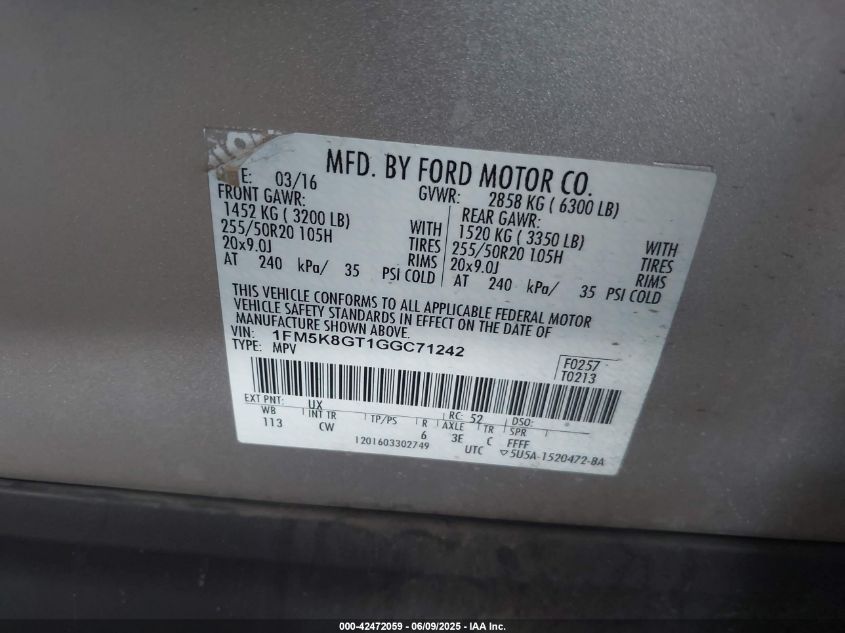 MFD. BY FORD MOTOR CO.
E: 03/16
GVWR: 2858 KG ( 6300 LB)
FRONT GAWR:
1452 KG ( 3200 LB) WITH
255/50R20 105H TIRES
20x9.0J RIMS
AT 240 kPa/ 35 PSI COLD
REAR GAWR:
1520 KG ( 3350 LB) WITH
255/50R20 105H TIRES
20x9.0J RIMS
AT 240 kPa/ 35 PSI COLD
THIS VEHICLE CONFORMS TO ALL APPLICABLE FEDERAL MOTOR
VEHICLE SAFETY STANDARDS IN EFFECT ON THE DATE OF
MANUFACTURE SHOWN ABOVE.
VIN: 1FM5K8GT1GGC71242
TYPE: MPV
F0257
T0213
EXT PNT: UX RC: 52 DSO:
WB INT TR TP/PS R AXLE TR SPR
113 CW 6 3E C FFFF
1201603302749 UTC ▽5U5A-1520472-BA
000-42472059 - 06/09/2025 - IAA Inc.